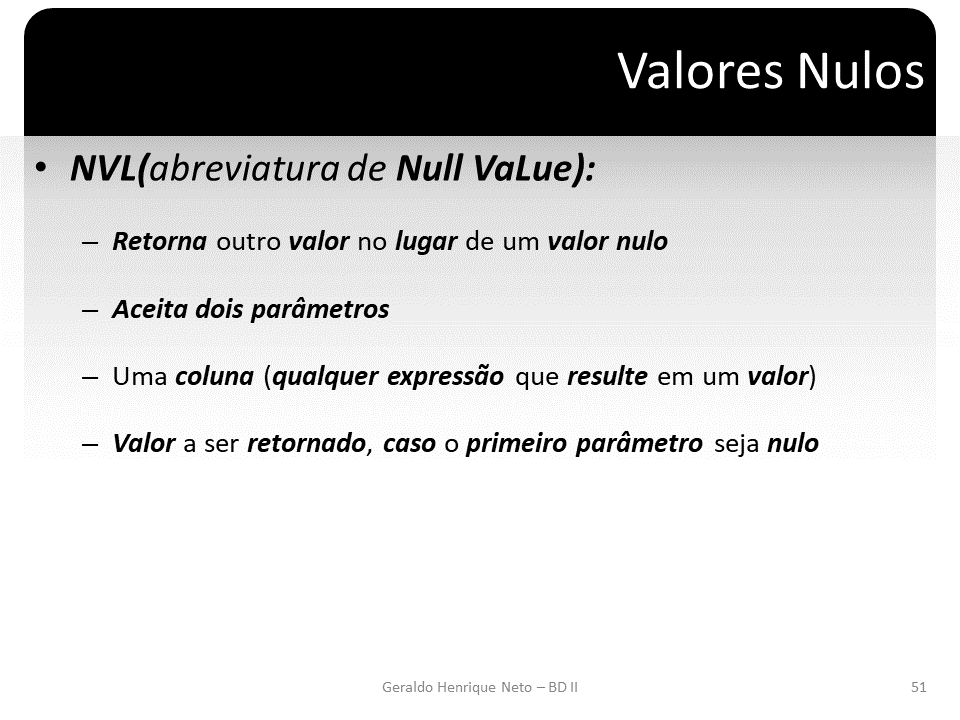 Valores Nulos
• NVL(abreviatura de Null VaLue):
– Retorna outro valor no lugar de um valor nulo
– Aceita dois parâmetros
– Uma coluna (qualquer expressão que resulte em um valor)
– Valor a ser retornado, caso o primeiro parâmetro seja nulo
Geraldo Henrique Neto – BD II
51